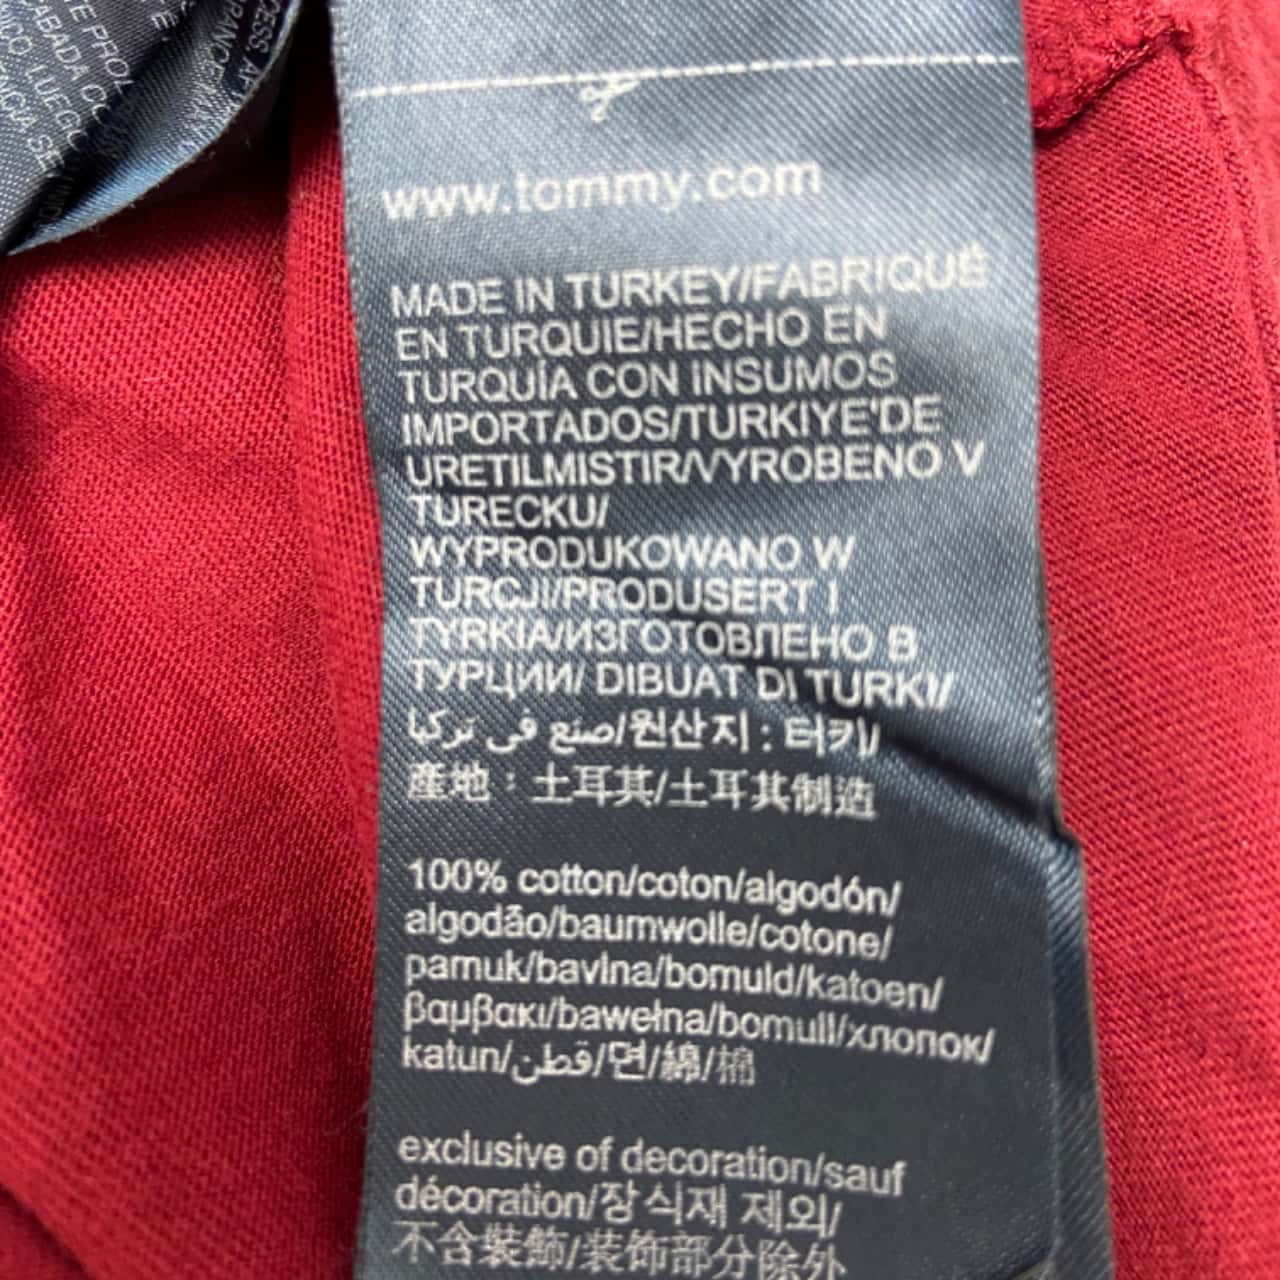 www.tommy.com
MADE IN TURKEY/FABRIQUÉ
EN TURQUIE/HECHO EN
TURQUÍA CON INSUMOS
IMPORTADOS/TURKIYE'DE
URETILMISTIR/VYROBENO V
TURECKU/
WYPRODUKOWANO W
TURCJI/PRODUSERT I
TYRKIA/ИЗГОТОВЛЕНО В
ТУРЦИИ/ DIBUAT DI TURKI/
صنع في تركيا/원산지 : 터키/
產地：土耳其/土耳其制造
100% cotton/coton/algodón/
algodão/baumwolle/cotone/
pamuk/bavlna/bomuld/katoen/
βαμβακι/bawełna/bomull/хлопок/
katun/قطن/면/綿/棉
exclusive of decoration/sauf
décoration/장식재 제외/
不含裝飾/装饰部分除外